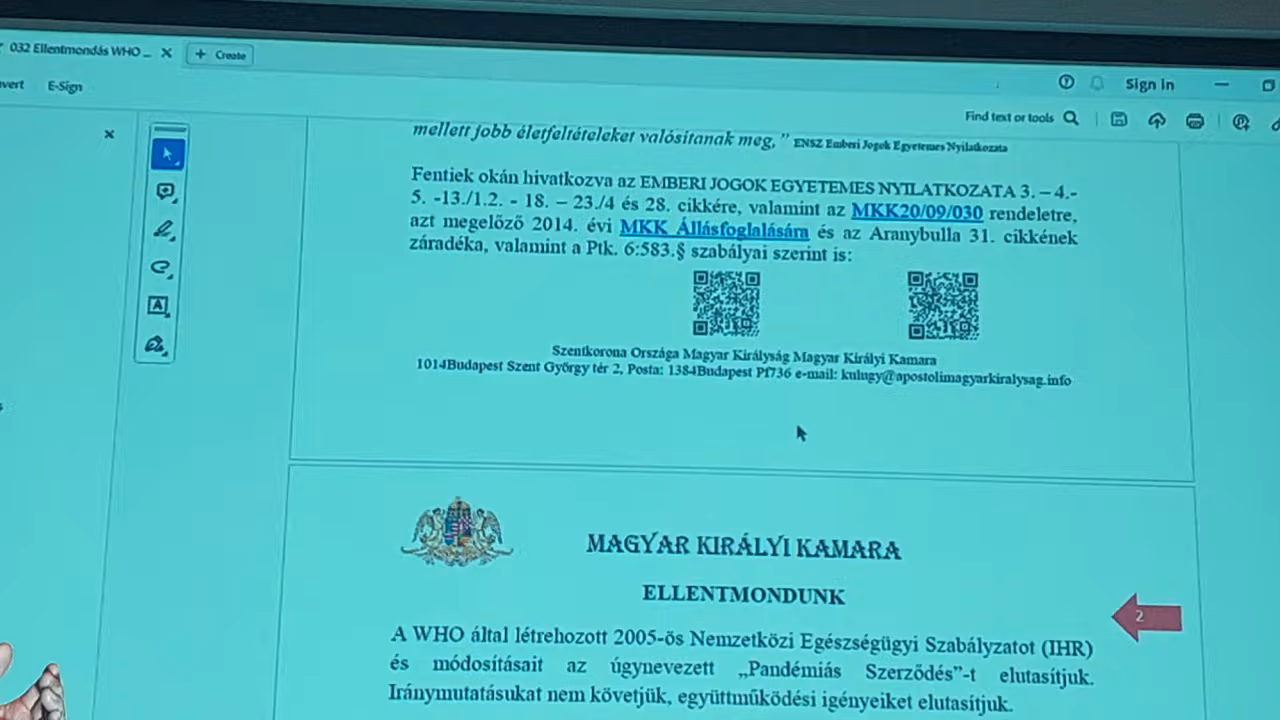 032 Ellentmondás WHO ...
+ Create
vert E-Sign
Sign in
Find text or tools
mellett jobb életfeltételeket valósítanak meg, ” ENSZ Emberi Jogok Egyetemes Nyilatkozata
Fentiek okán hivatkozva az EMBERI JOGOK EGYETEMES NYILATKOZATA 3. – 4.-
5. -13./1.2. - 18. – 23./4 és 28. cikkére, valamint az MKK20/09/030 rendeletre,
azt megelőző 2014. évi MKK Állásfoglalására és az Aranybulla 31. cikkének
záradéka, valamint a Ptk. 6:583.§ szabályai szerint is:
Szentkorona Országa Magyar Királyság Magyar Királyi Kamara
1014Budapest Szent György tér 2, Posta: 1384Budapest Pf736 e-mail: kulugy@apostolimagyarkiralysag.info
MAGYAR KIRÁLYI KAMARA
ELLENTMONDUNK
2
A WHO által létrehozott 2005-ös Nemzetközi Egészségügyi Szabályzatot (IHR)
és módosításait az úgynevezett „Pandémiás Szerződés”-t elutasítjuk.
Iránymutatásukat nem követjük, együttműködési igényeiket elutasítjuk.